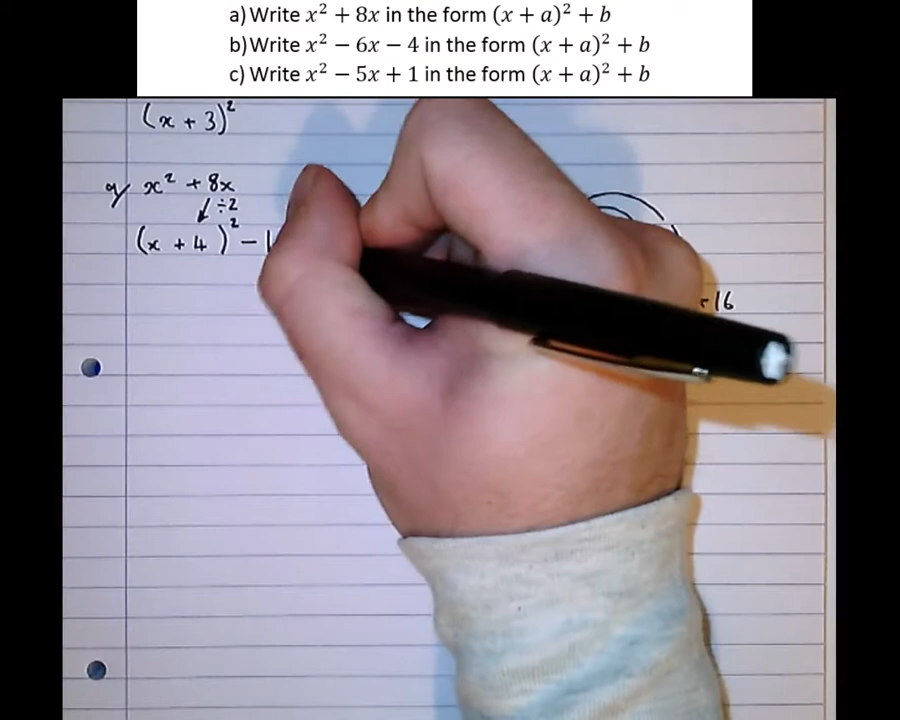 a) Write x² + 8x in the form (x + a)² + b
b) Write x² − 6x − 4 in the form (x + a)² + b
c) Write x² − 5x + 1 in the form (x + a)² + b
(x + 3)²
a/ x² + 8x
÷2
(x + 4)² − 1
16